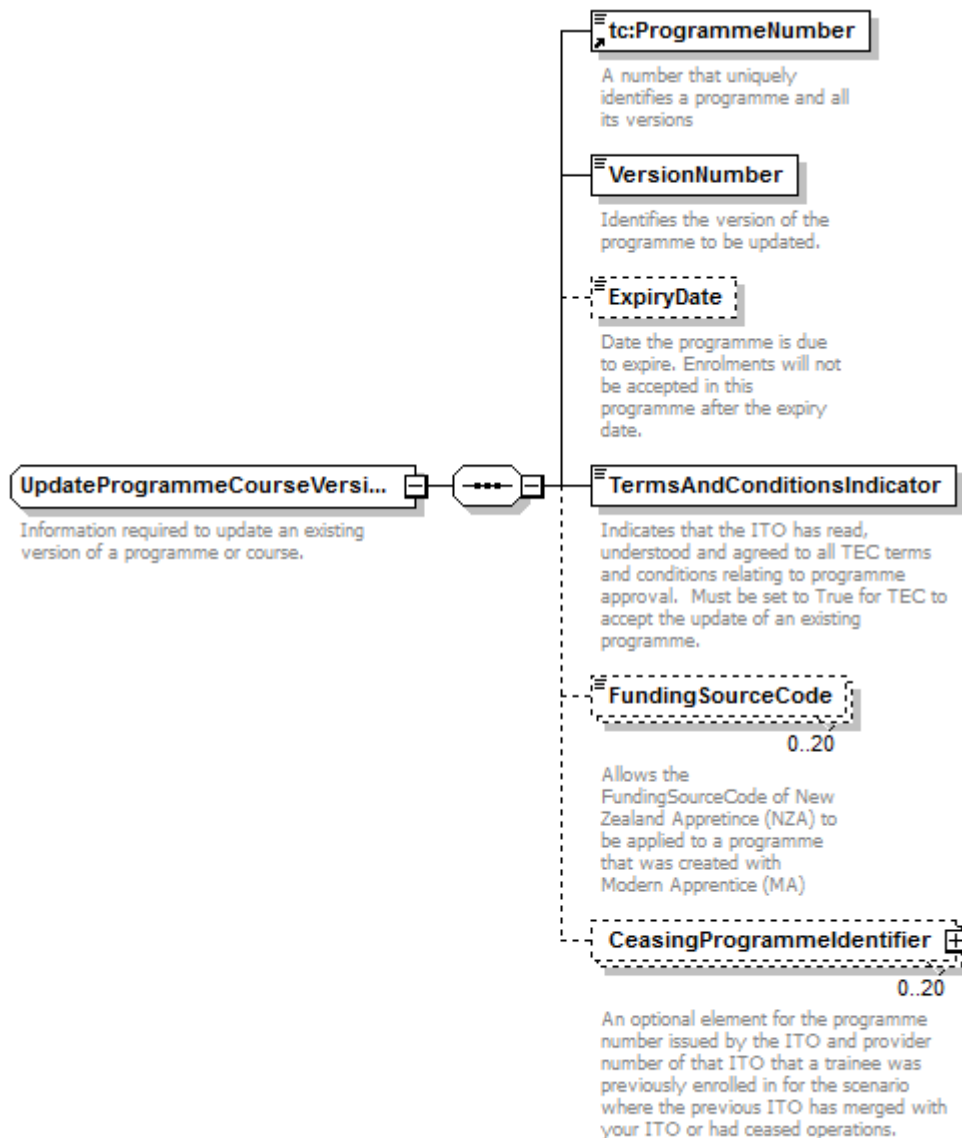 tc:ProgrammeNumber
A number that uniquely
identifies a programme and all
its versions
VersionNumber
Identifies the version of the
programme to be updated.
ExpiryDate
Date the programme is due
to expire. Enrolments will not
be accepted in this
programme after the expiry
date.
UpdateProgrammeCourseVersi...
Information required to update an existing
version of a programme or course.
TermsAndConditionsIndicator
Indicates that the ITO has read,
understood and agreed to all TEC terms
and conditions relating to programme
approval.  Must be set to True for TEC to
accept the update of an existing
programme.
FundingSourceCode
0..20
Allows the
FundingSourceCode of New
Zealand Appretince (NZA) to
be applied to a programme
that was created with
Modern Apprentice (MA)
CeasingProgrammeIdentifier
0..20
An optional element for the programme
number issued by the ITO and provider
number of that ITO that a trainee was
previously enrolled in for the scenario
where the previous ITO has merged with
your ITO or had ceased operations.